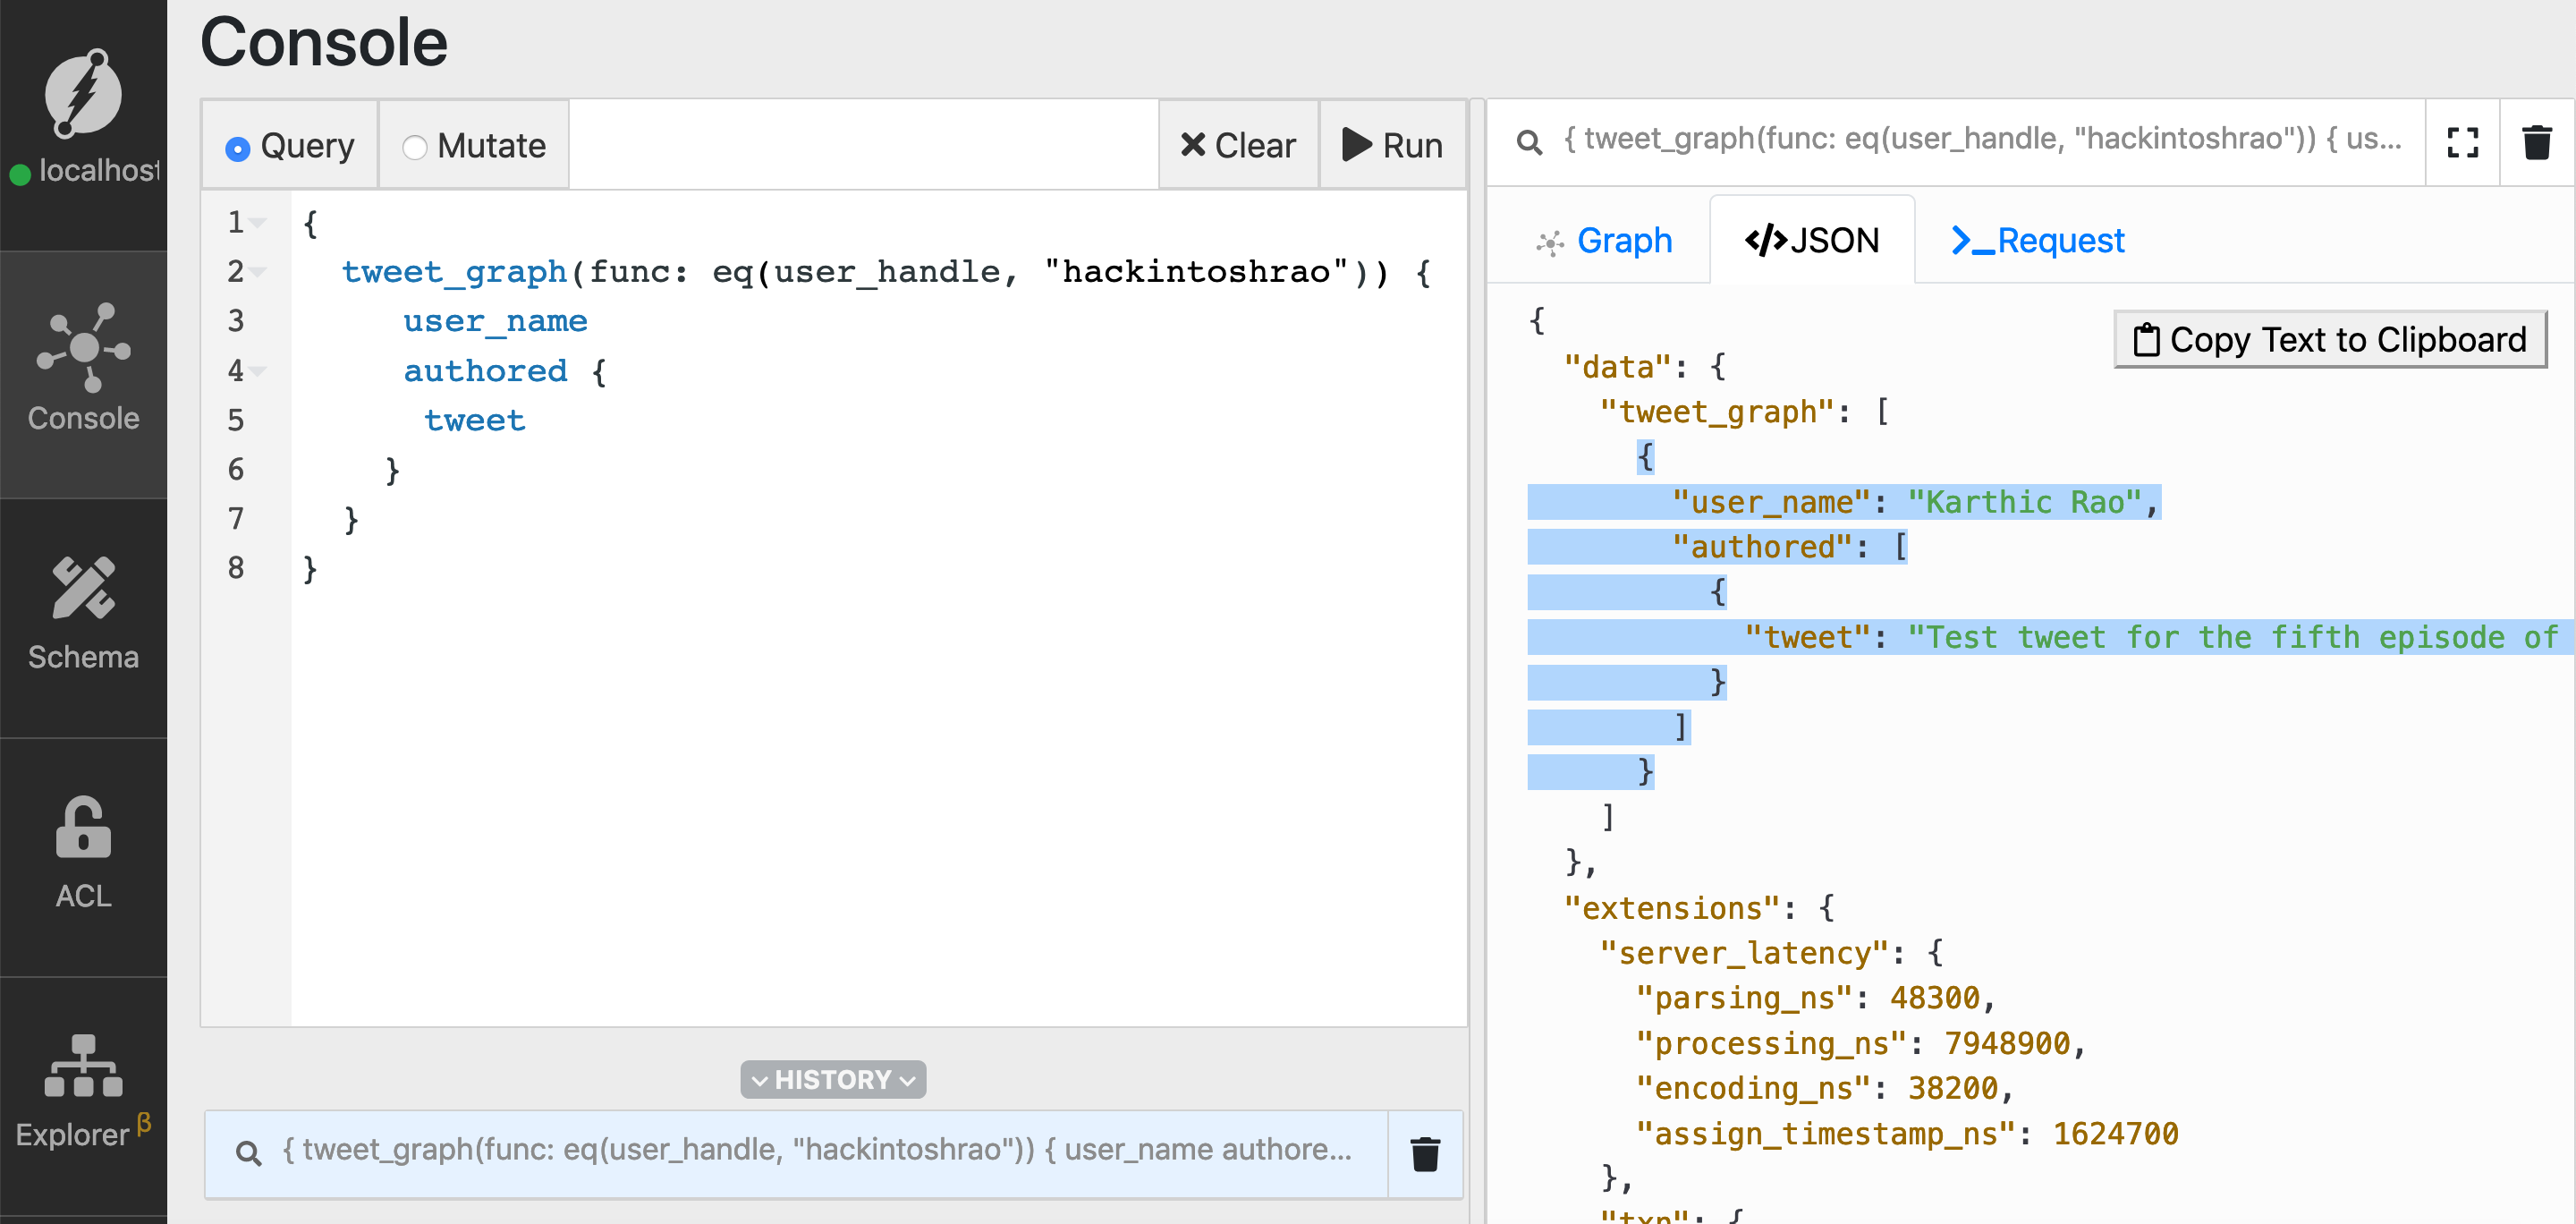 Console
localhost
Console
Schema
ACL
Explorer β
Query
Mutate
Clear
Run
1 {
2 tweet_graph(func: eq(user_handle, "hackintoshrao")) {
3 user_name
4 authored {
5 tweet
6 }
7 }
8 }
HISTORY
{ tweet_graph(func: eq(user_handle, "hackintoshrao")) { user_name authore...
{ tweet_graph(func: eq(user_handle, "hackintoshrao")) { us...
Graph
</>JSON
>_Request
Copy Text to Clipboard
{
"data": {
"tweet_graph": [
{
"user_name": "Karthic Rao",
"authored": [
{
"tweet": "Test tweet for the fifth episode of
}
]
}
]
},
"extensions": {
"server_latency": {
"parsing_ns": 48300,
"processing_ns": 7948900,
"encoding_ns": 38200,
"assign_timestamp_ns": 1624700
},
"txn": {